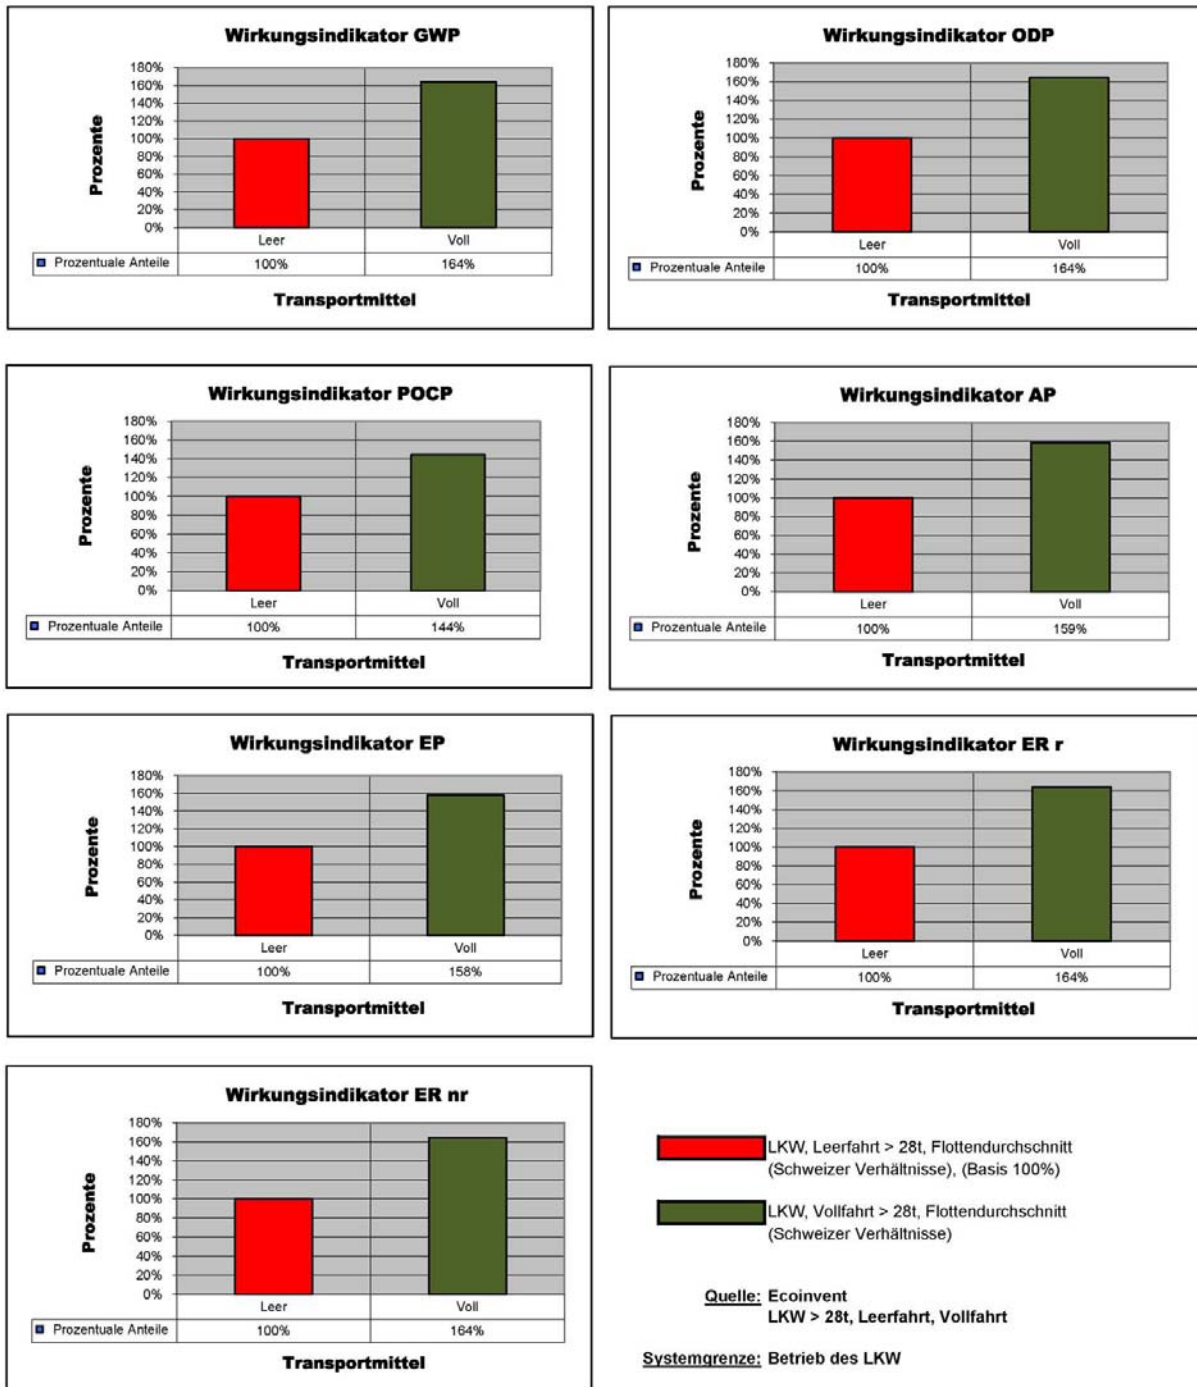 Wirkungsindikator GWP
Prozente
180%
160%
140%
120%
100%
80%
60%
40%
20%
0%
Leer Voll
Prozentuale Anteile 100% 164%
Transportmittel
Wirkungsindikator ODP
Prozente
180%
160%
140%
120%
100%
80%
60%
40%
20%
0%
Leer Voll
Prozentuale Anteile 100% 164%
Transportmittel
Wirkungsindikator POCP
Prozente
180%
160%
140%
120%
100%
80%
60%
40%
20%
0%
Leer Voll
Prozentuale Anteile 100% 144%
Transportmittel
Wirkungsindikator AP
Prozente
180%
160%
140%
120%
100%
80%
60%
40%
20%
0%
Leer Voll
Prozentuale Anteile 100% 159%
Transportmittel
Wirkungsindikator EP
Prozente
180%
160%
140%
120%
100%
80%
60%
40%
20%
0%
Leer Voll
Prozentuale Anteile 100% 158%
Transportmittel
Wirkungsindikator ER r
Prozente
180%
160%
140%
120%
100%
80%
60%
40%
20%
0%
Leer Voll
Prozentuale Anteile 100% 164%
Transportmittel
Wirkungsindikator ER nr
Prozente
180%
160%
140%
120%
100%
80%
60%
40%
20%
0%
Leer Voll
Prozentuale Anteile 100% 164%
Transportmittel
LKW, Leerfahrt > 28t, Flottendurchschnitt
(Schweizer Verhältnisse), (Basis 100%)
LKW, Vollfahrt > 28t, Flottendurchschnitt
(Schweizer Verhältnisse)
Quelle: Ecoinvent
LKW > 28t, Leerfahrt, Vollfahrt
Systemgrenze: Betrieb des LKW